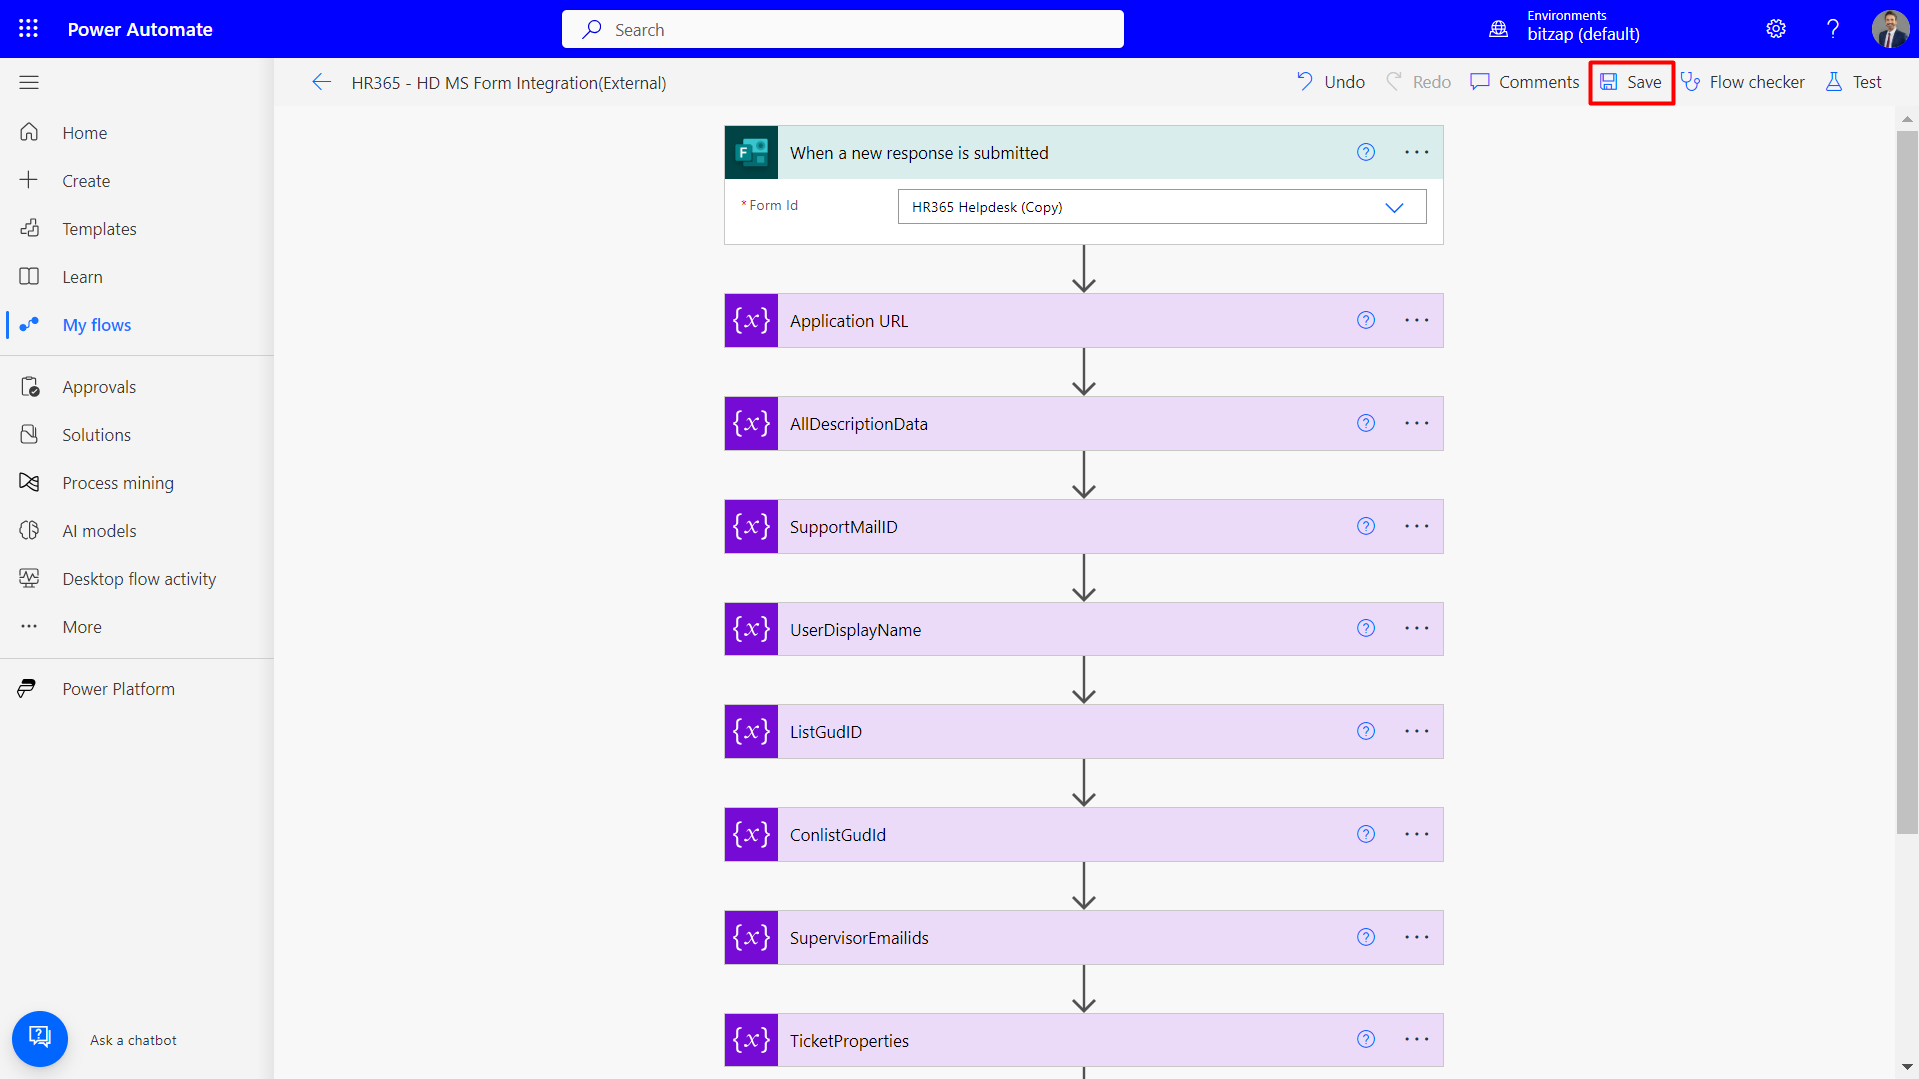 Power Automate
Search
Environments
bitzap (default)
HR365 - HD MS Form Integration(External)
Undo
Redo
Comments
Save
Flow checker
Test
Home
Create
Templates
Learn
My flows
Approvals
Solutions
Process mining
AI models
Desktop flow activity
More
Power Platform
Ask a chatbot
F When a new response is submitted
* Form Id
HR365 Helpdesk (Copy)
{x} Application URL
{x} AllDescriptionData
{x} SupportMailID
{x} UserDisplayName
{x} ListGudID
{x} ConlistGudId
{x} SupervisorEmailids
{x} TicketProperties